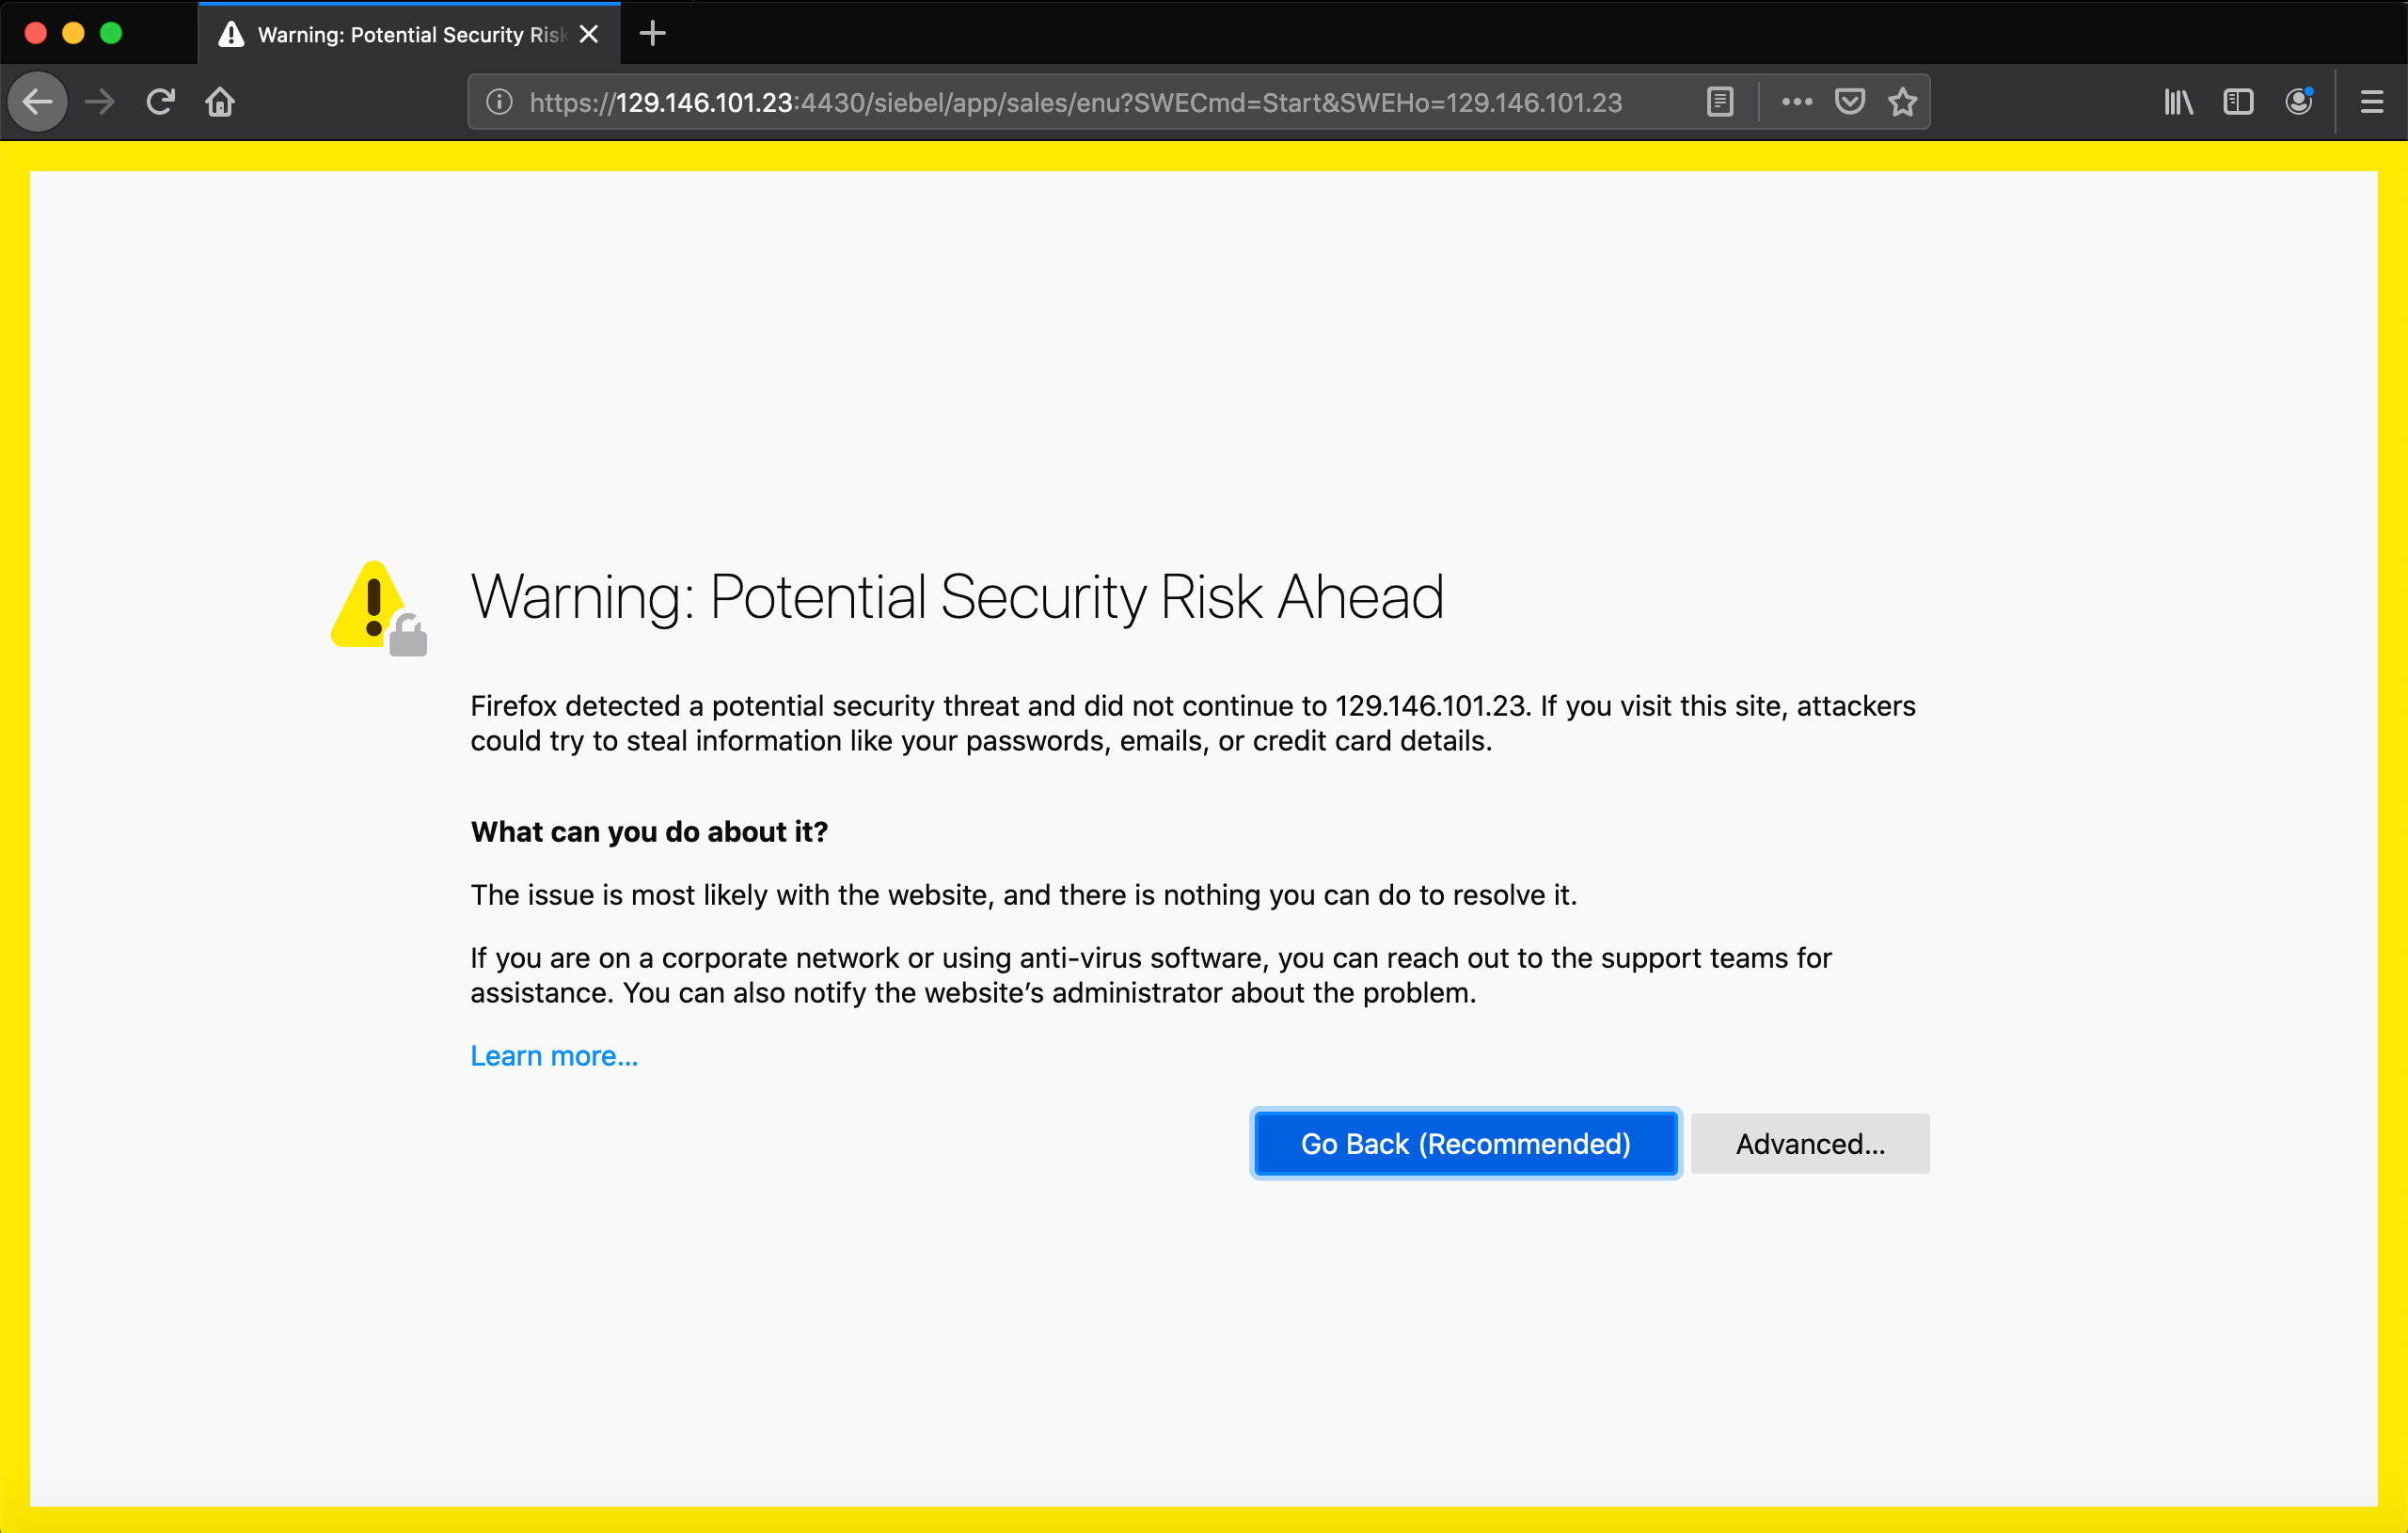 Warning: Potential Security Risk
https://129.146.101.23:4430/siebel/app/sales/enu?SWECmd=Start&SWEHo=129.146.101.23
Warning: Potential Security Risk Ahead
Firefox detected a potential security threat and did not continue to 129.146.101.23. If you visit this site, attackers
could try to steal information like your passwords, emails, or credit card details.
What can you do about it?
The issue is most likely with the website, and there is nothing you can do to resolve it.
If you are on a corporate network or using anti-virus software, you can reach out to the support teams for
assistance. You can also notify the website’s administrator about the problem.
Learn more...
Go Back (Recommended)
Advanced...